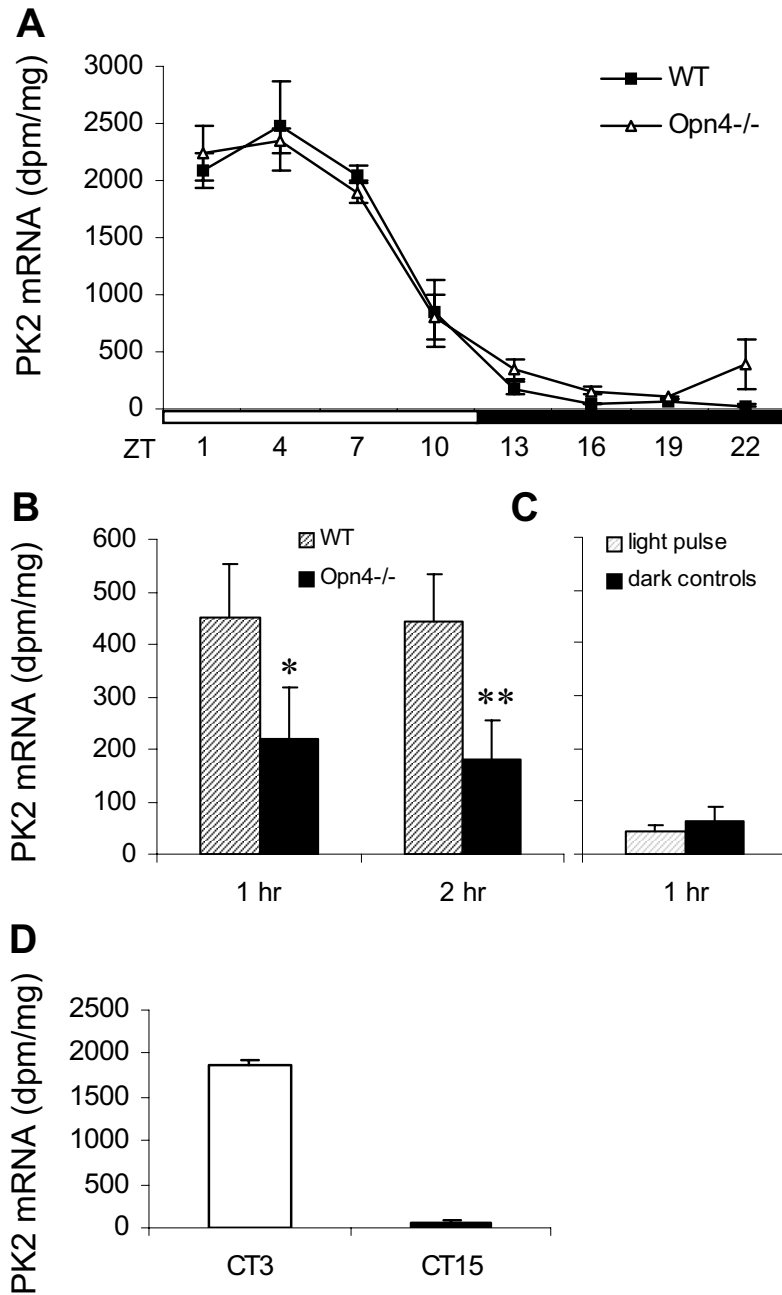 A
PK2 mRNA (dpm/mg)
3000
2500
2000
1500
1000
500
0
WT
Opn4-/-
ZT 1 4 7 10 13 16 19 22
B
PK2 mRNA (dpm/mg)
600
500
400
300
200
100
0
WT
Opn4-/-
*
**
1 hr 2 hr
C
light pulse
dark controls
1 hr
D
PK2 mRNA (dpm/mg)
2500
2000
1500
1000
500
0
CT3 CT15